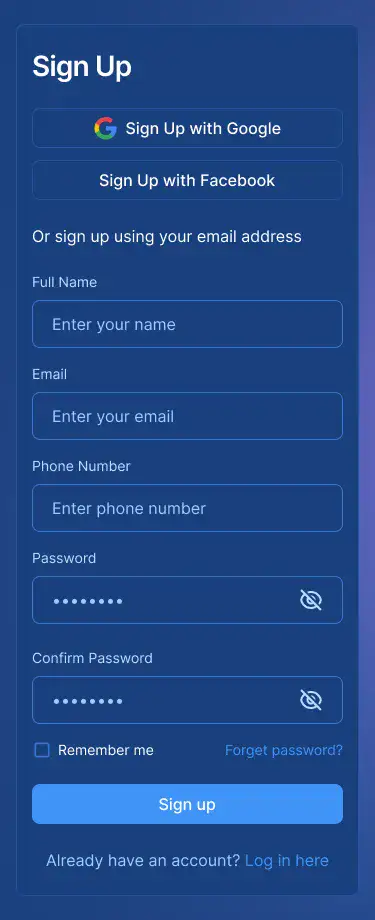 Sign Up
Sign Up with Google
Sign Up with Facebook
Or sign up using your email address
Full Name
Enter your name
Email
Enter your email
Phone Number
Enter phone number
Password
••••••••
Confirm Password
••••••••
Remember me Forget password?
Sign up
Already have an account? Log in here